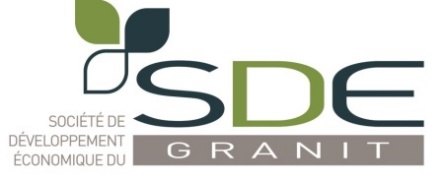 SDE
SOCIÉTÉ DE
DÉVELOPPEMENT
ÉCONOMIQUE DU
GRANIT